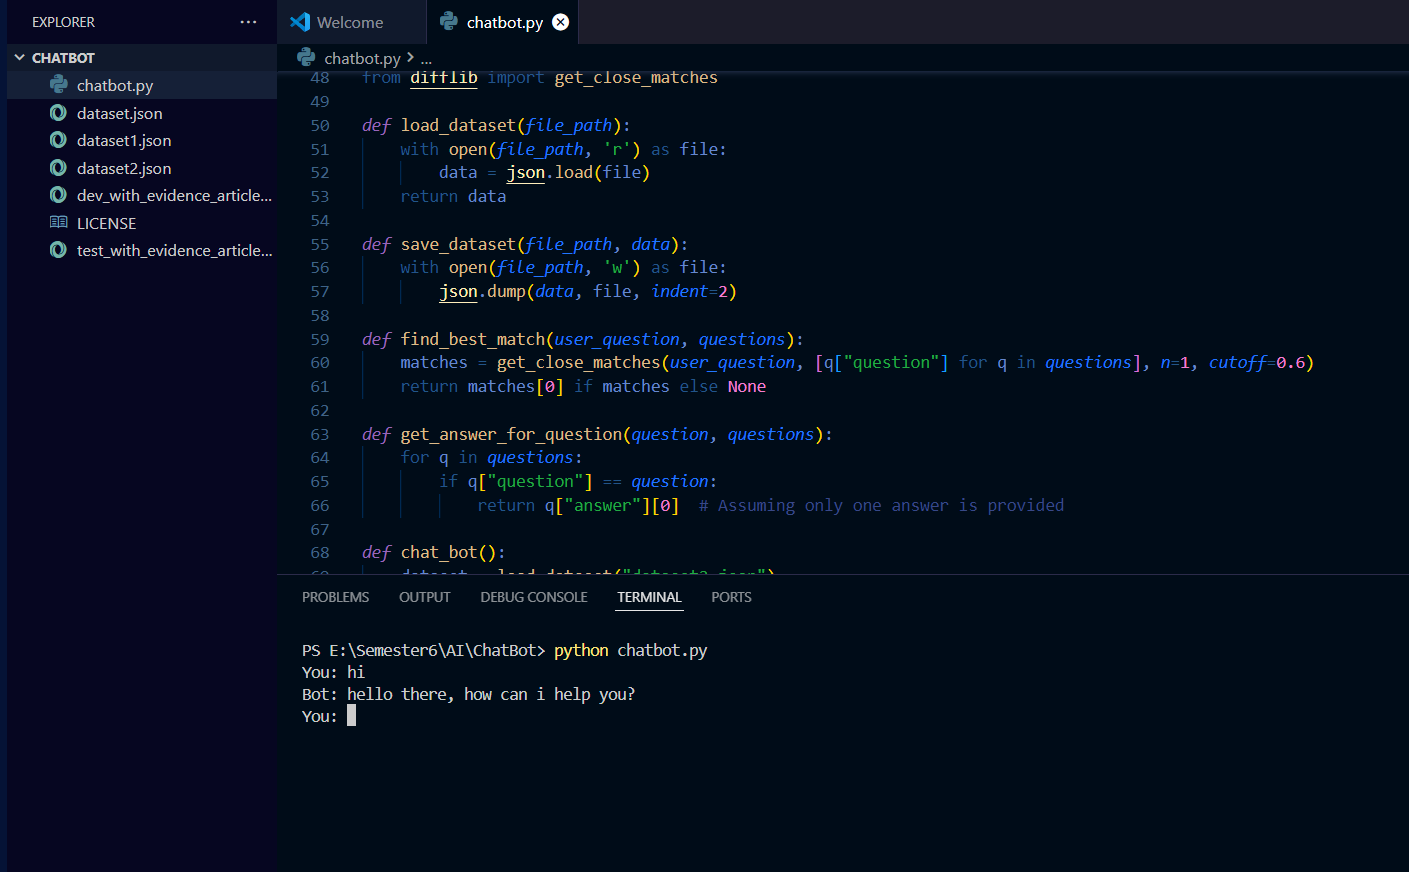 EXPLORER
···
CHATBOT
chatbot.py
dataset.json
dataset1.json
dataset2.json
dev_with_evidence_article...
LICENSE
test_with_evidence_article...
Welcome
chatbot.py
chatbot.py > ...
48 from difflib import get_close_matches
49
50 def load_dataset(file_path):
51     with open(file_path, 'r') as file:
52         data = json.load(file)
53     return data
54
55 def save_dataset(file_path, data):
56     with open(file_path, 'w') as file:
57         json.dump(data, file, indent=2)
58
59 def find_best_match(user_question, questions):
60     matches = get_close_matches(user_question, [q["question"] for q in questions], n=1, cutoff=0.6)
61     return matches[0] if matches else None
62
63 def get_answer_for_question(question, questions):
64     for q in questions:
65         if q["question"] == question:
66             return q["answer"][0]  # Assuming only one answer is provided
67
68 def chat_bot():
69     dataset = load_dataset("dataset2.json")
PROBLEMS OUTPUT DEBUG CONSOLE TERMINAL PORTS
PS E:\Semester6\AI\ChatBot> python chatbot.py
You: hi
Bot: hello there, how can i help you?
You: